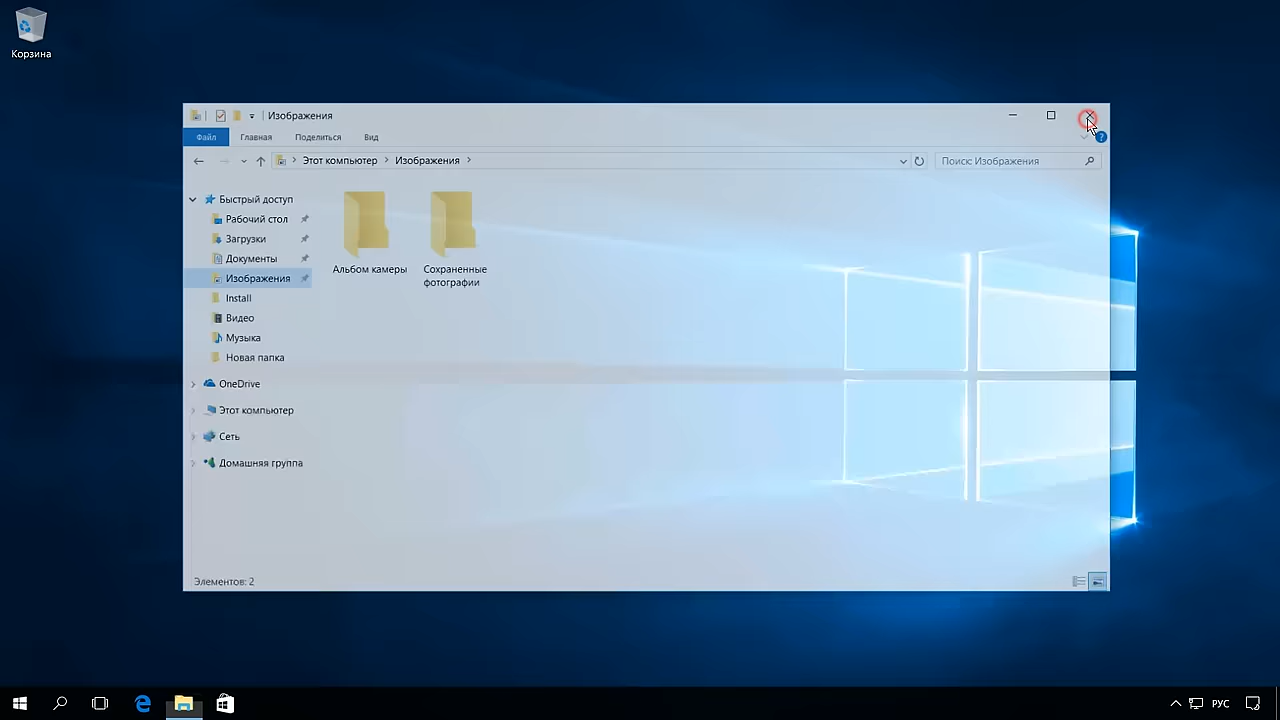 Корзина
Изображения
Файл
Главная
Поделиться
Вид
?
Этот компьютер
Изображения
Поиск: Изображения
Быстрый доступ
Рабочий стол
Загрузки
Документы
Изображения
Install
Видео
Музыка
Новая папка
OneDrive
Этот компьютер
Сеть
Домашняя группа
Альбом камеры
Сохраненные
фотографии
Элементов: 2
РУС